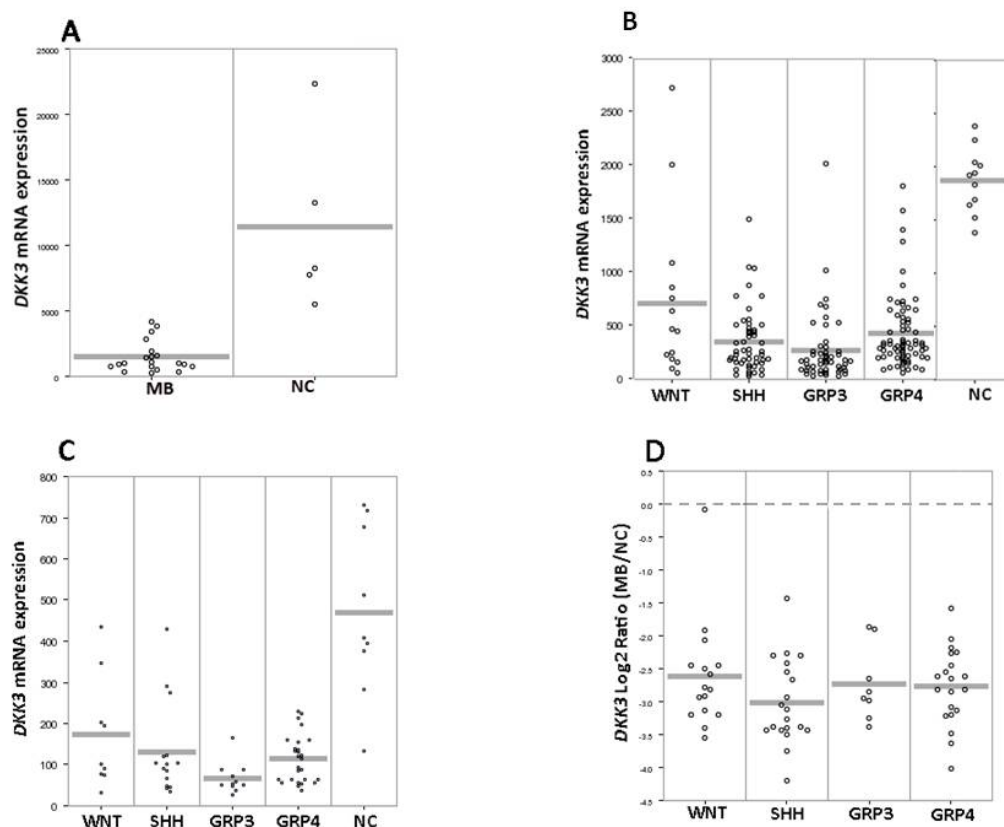 A
DKK3 mRNA expression
25000
20000
15000
10000
5000
0
MB NC
B
DKK3 mRNA expression
3000
2500
2000
1500
1000
500
0
WNT SHH GRP3 GRP4 NC
C
DKK3 mRNA expression
800
700
600
500
400
300
200
100
0
WNT SHH GRP3 GRP4 NC
D
DKK3 Log2 Ratio (MB/NC)
0.5
0.0
-0.5
-1.0
-1.5
-2.0
-2.5
-3.0
-3.5
-4.0
-4.5
WNT SHH GRP3 GRP4